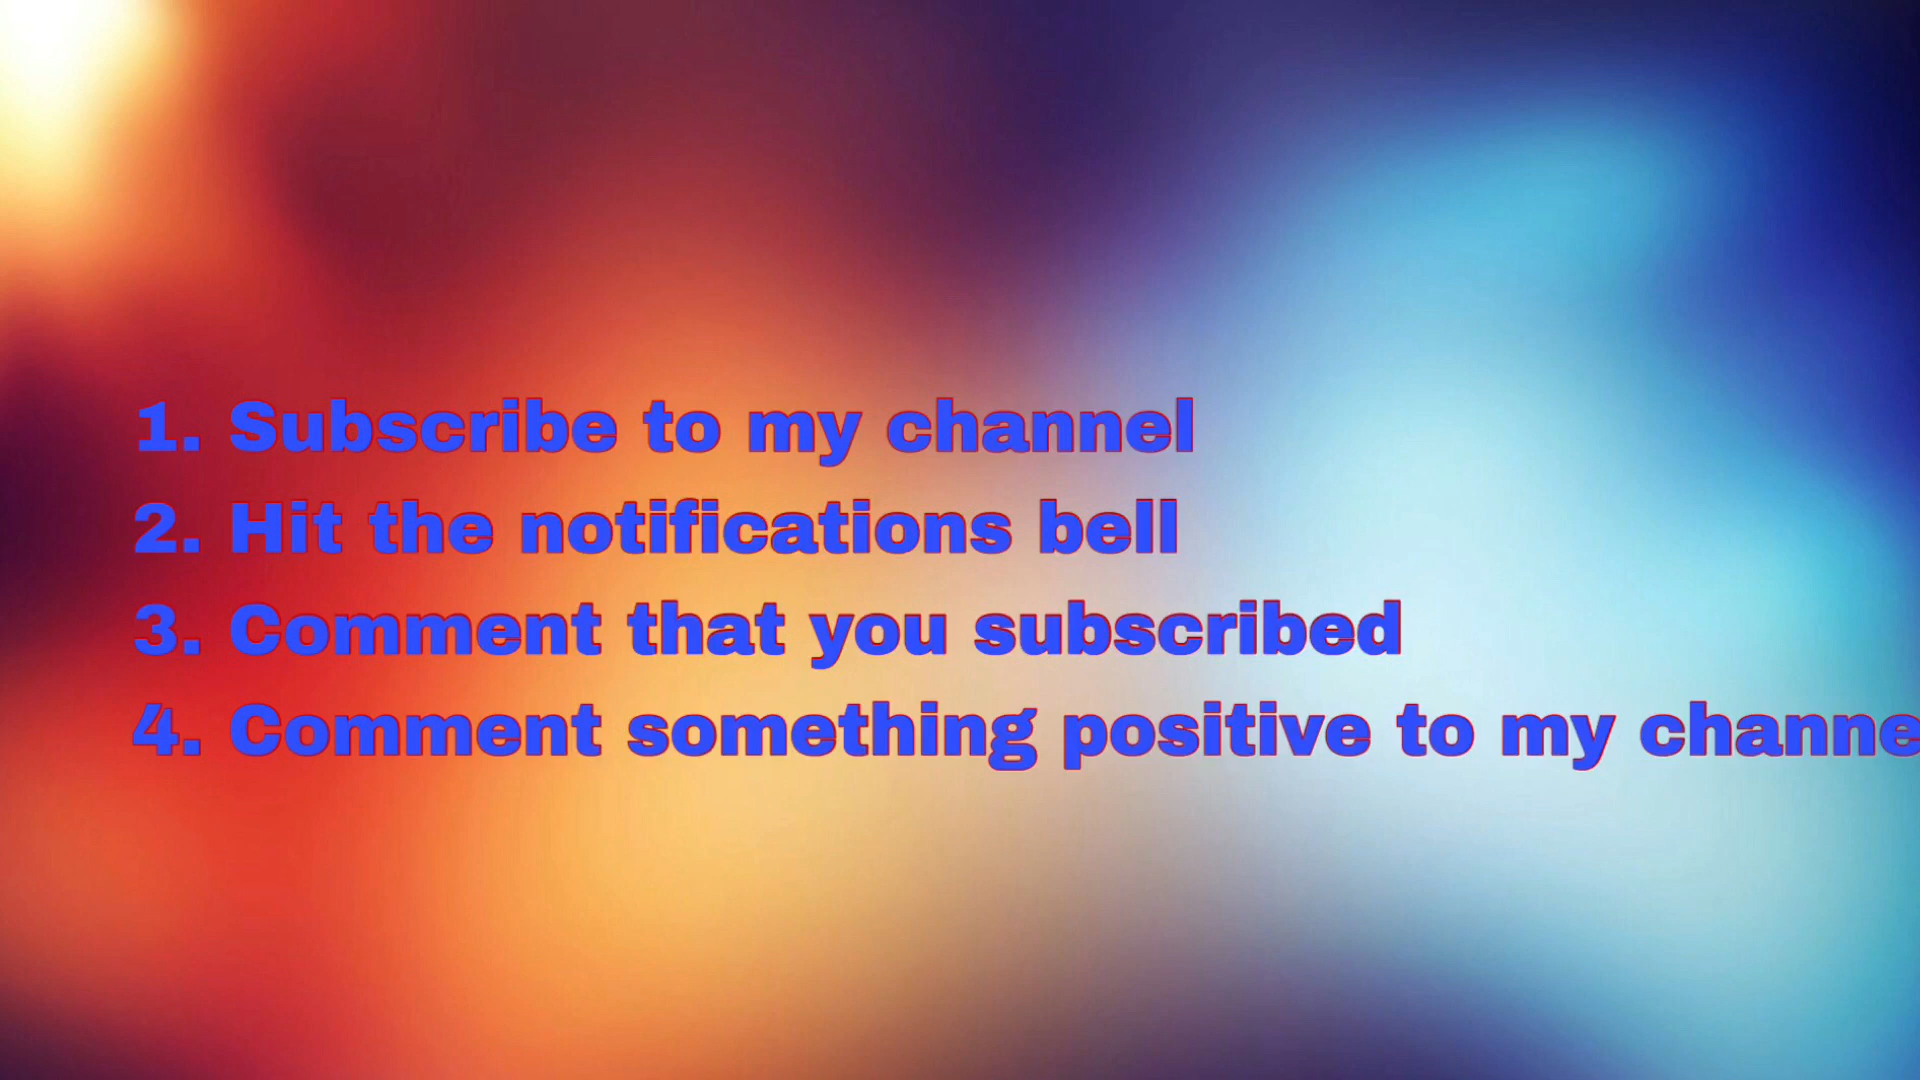 1. Subscribe to my channel
2. Hit the notifications bell
3. Comment that you subscribed
4. Comment something positive to my channe